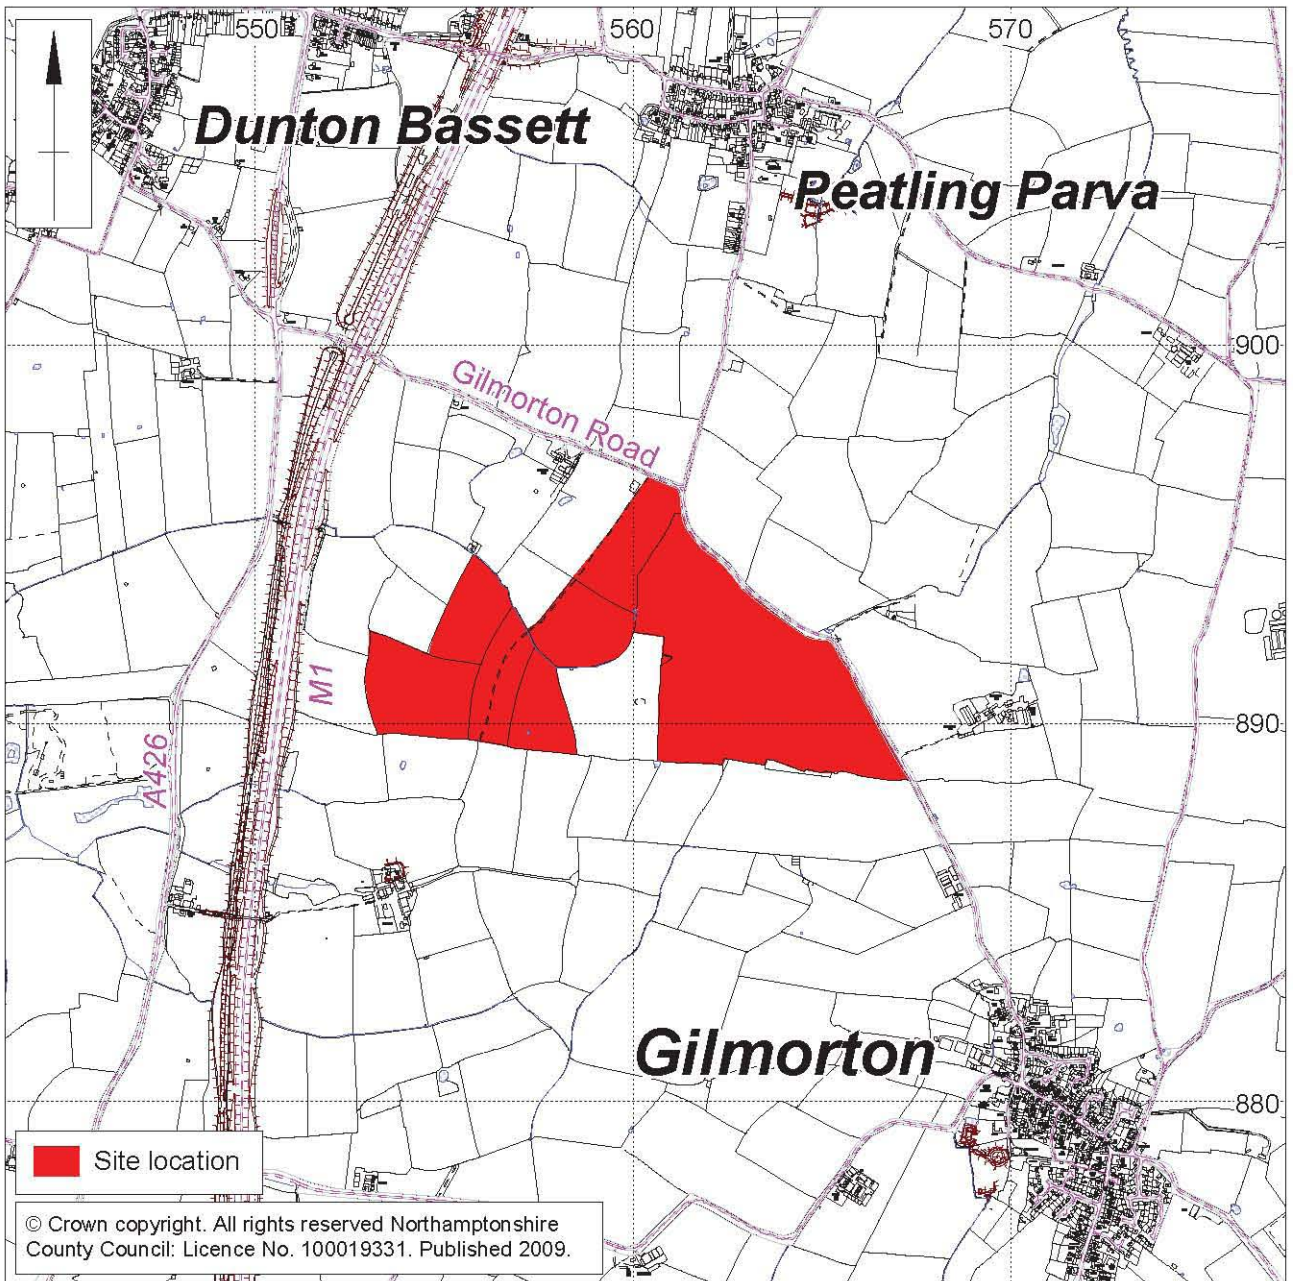 550
560
570
Dunton Bassett
Peatling Parva
900
Gilmorton Road
M1
890
A426
Gilmorton
880
Site location
© Crown copyright. All rights reserved Northamptonshire
County Council: Licence No. 100019331. Published 2009.